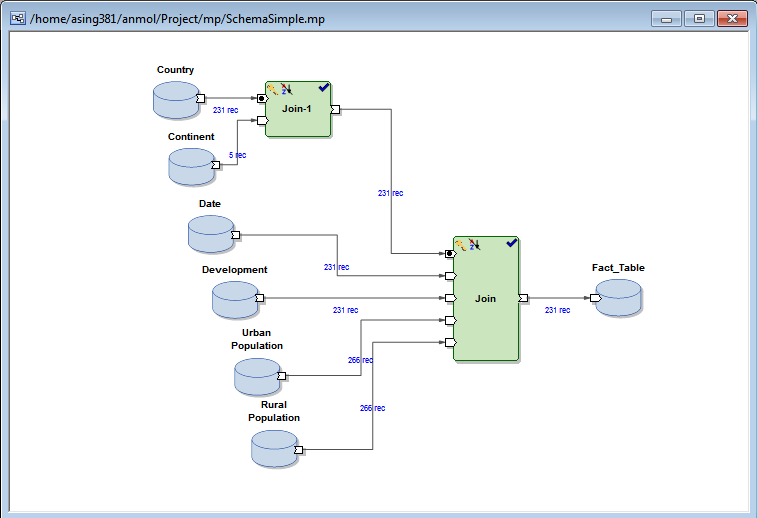 /home/asing381/anmol/Project/mp/SchemaSimple.mp
Country
231 rec
Join-1
Continent
5 rec
231 rec
Date
231 rec
Development
231 rec
Join
Fact_Table
231 rec
Urban
Population
266 rec
Rural
Population
266 rec